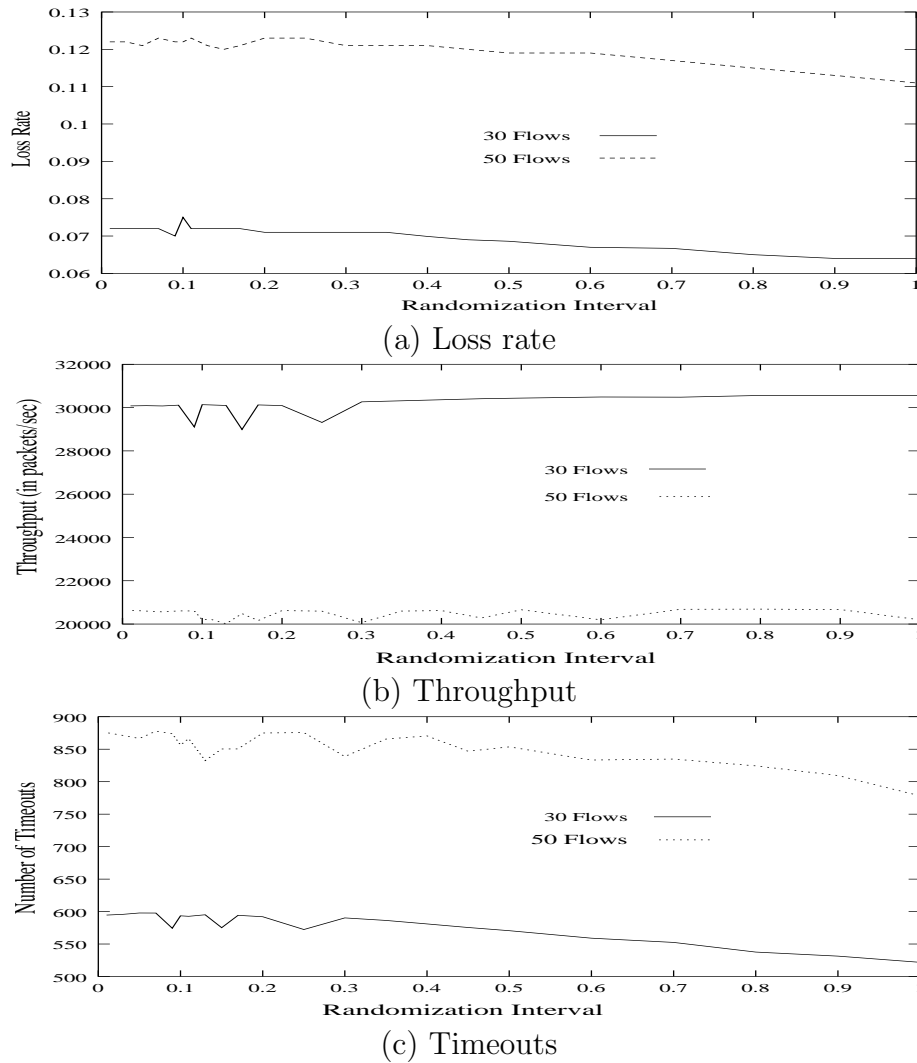 0.13
0.12
0.11
0.1
0.09
0.08
0.07
0.06
Loss Rate
30 Flows
50 Flows
0 0.1 0.2 0.3 0.4 0.5 0.6 0.7 0.8 0.9 1
Randomization Interval
(a) Loss rate
32000
30000
28000
26000
24000
22000
20000
Throughput (in packets/sec)
30 Flows
50 Flows
0 0.1 0.2 0.3 0.4 0.5 0.6 0.7 0.8 0.9 1
Randomization Interval
(b) Throughput
900
850
800
750
700
650
600
550
500
Number of Timeouts
30 Flows
50 Flows
0 0.1 0.2 0.3 0.4 0.5 0.6 0.7 0.8 0.9 1
Randomization Interval
(c) Timeouts